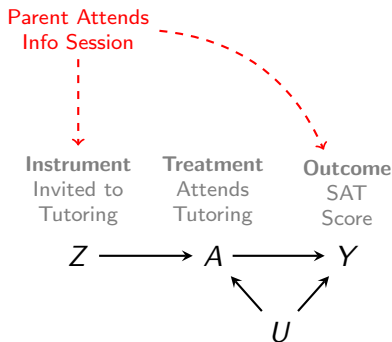 Parent Attends
Info Session
Instrument
Invited to
Tutoring
Treatment
Attends
Tutoring
Outcome
SAT
Score
Z
A
Y
U